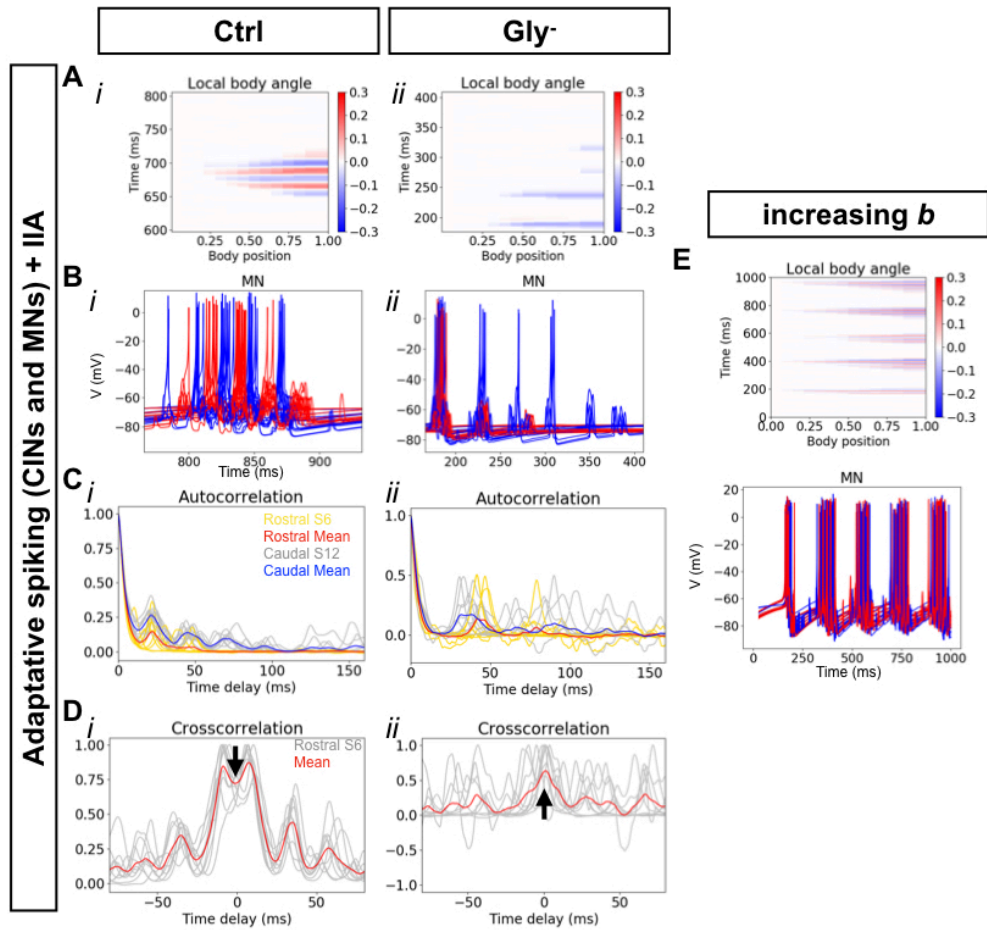 Ctrl
Gly-
Adaptative spiking (CINs and MNs) + IIA
A
i
Local body angle
Time (ms)
800
750
700
650
600
0.25 0.50 0.75 1.00
Body position
0.3
0.2
0.1
0.0
−0.1
−0.2
−0.3
ii
Local body angle
Time (ms)
400
350
300
250
200
0.25 0.50 0.75 1.00
Body position
0.3
0.2
0.1
0.0
−0.1
−0.2
−0.3
B
i
MN
V (mV)
0
−20
−40
−60
−80
800 850 900
Time (ms)
ii
MN
0
−20
−40
−60
−80
200 250 300 350 400
C
i
Autocorrelation
1.00
0.75
0.50
0.25
0.00
Rostral S6
Rostral Mean
Caudal S12
Caudal Mean
0 50 100 150
Time delay (ms)
ii
Autocorrelation
1.0
0.5
0.0
0 50 100 150
Time delay (ms)
D
i
Crosscorrelation
1.00
0.75
0.50
0.25
0.00
Rostral S6
Mean
−50 0 50
Time delay (ms)
ii
Crosscorrelation
1.0
0.5
0.0
−0.5
−1.0
−50 0 50
Time delay (ms)
increasing b
E
Local body angle
Time (ms)
1000
800
600
400
200
0
0.00 0.25 0.50 0.75 1.00
Body position
0.3
0.2
0.1
0.0
−0.1
−0.2
−0.3
MN
V (mV)
20
0
−20
−40
−60
−80
0 250 500 750 1000
Time (ms)